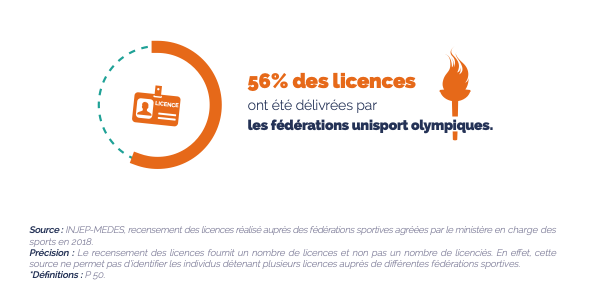 LICENCE
56% des licences
ont été délivrées par
les fédérations unisport olympiques.
Source : INJEP-MEDES, recensement des licences réalisé auprès des fédérations sportives agréées par le ministère en charge des
sports en 2018.
Précision : Le recensement des licences fournit un nombre de licences et non pas un nombre de licenciés. En effet, cette
source ne permet pas d'identifier les individus détenant plusieurs licences auprès de différentes fédérations sportives.
*Définitions : P 50.